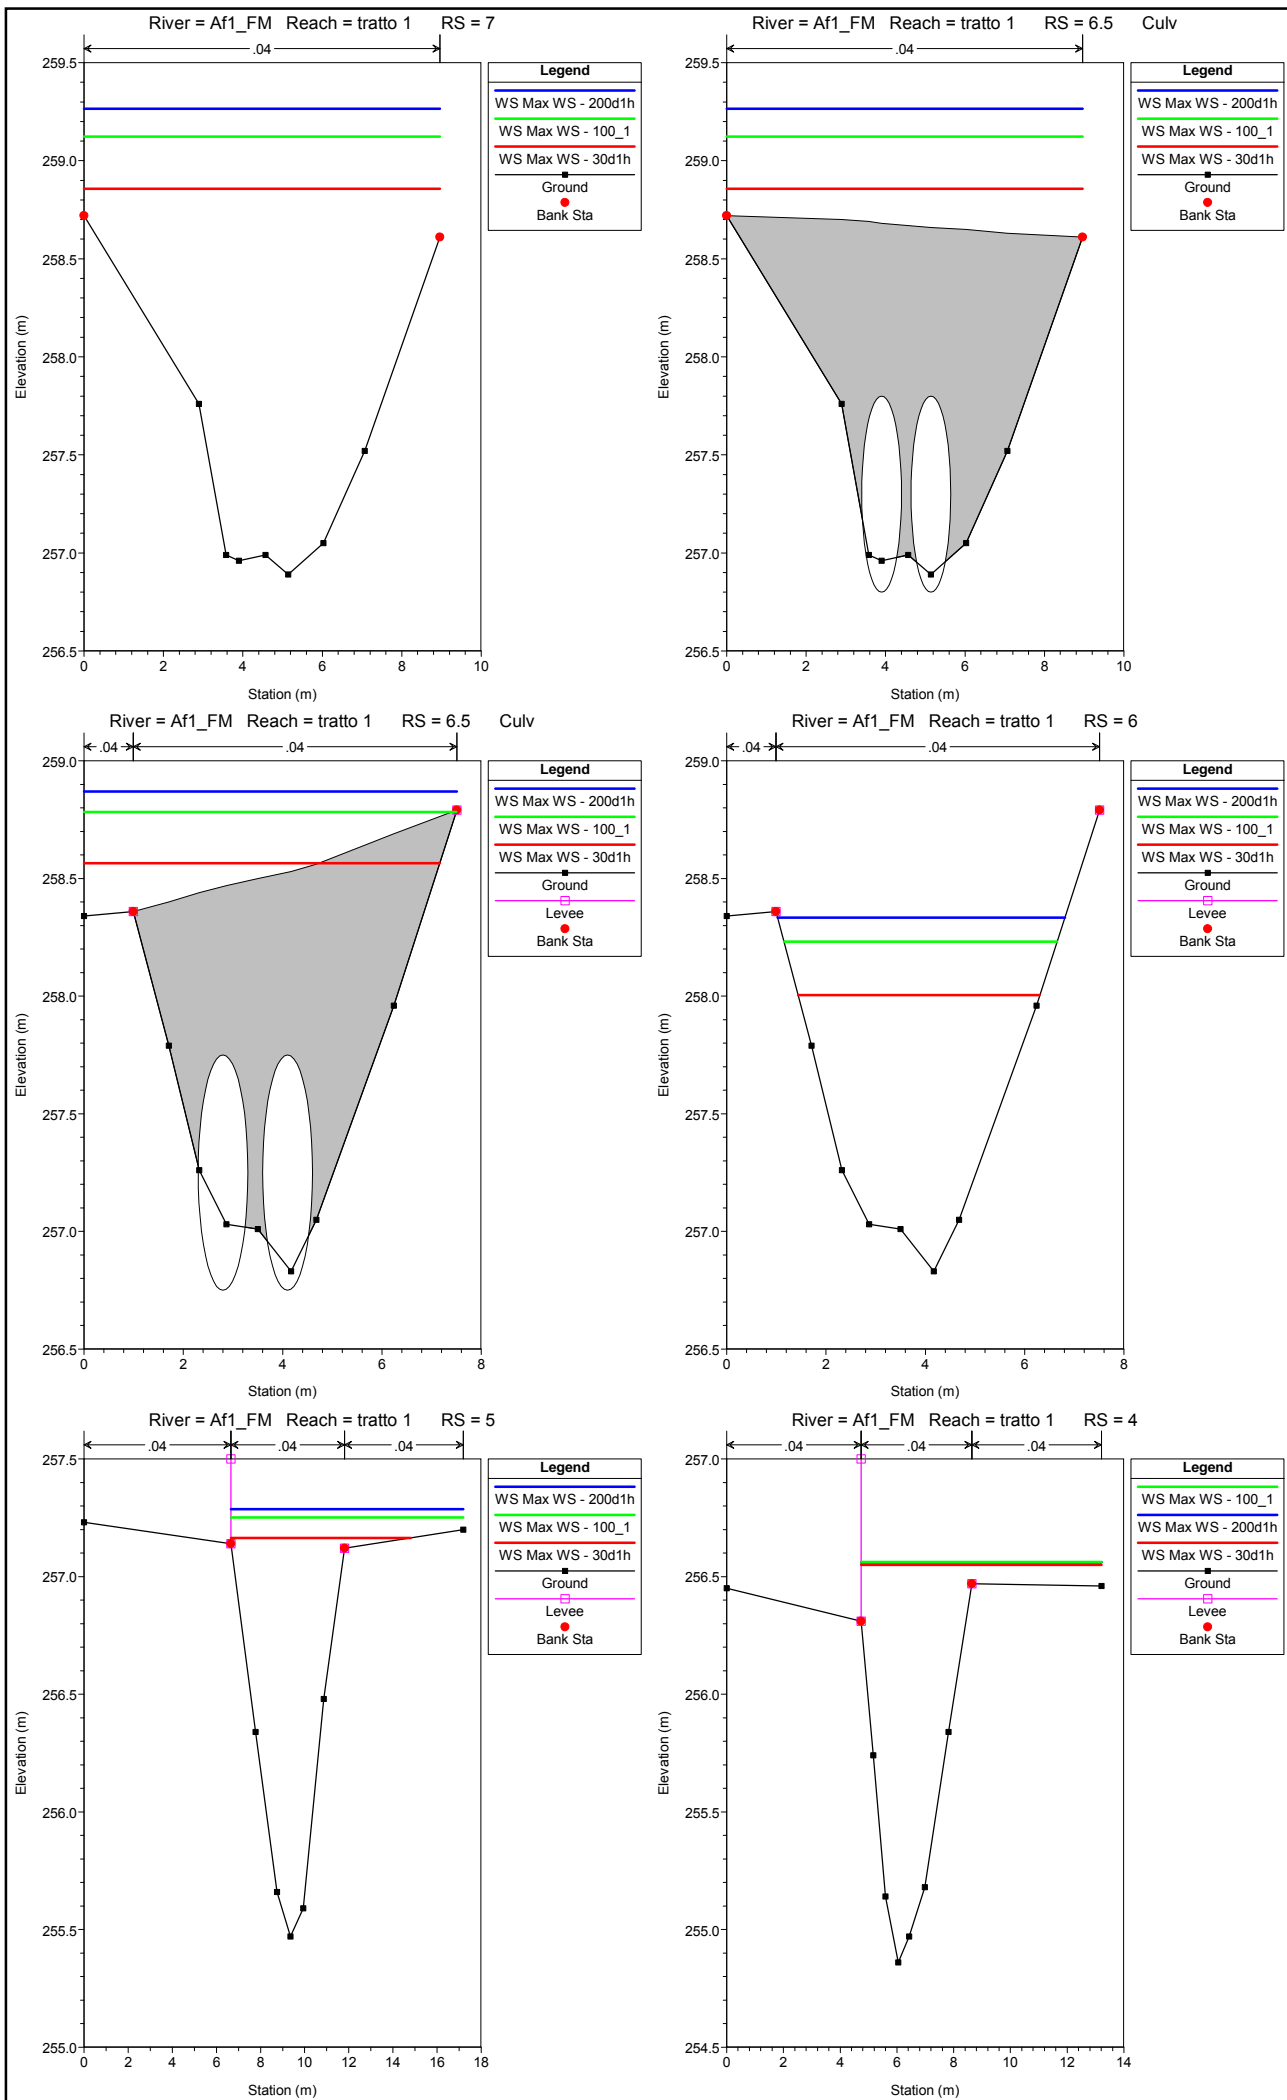 River = Af1_FM Reach = tratto 1 RS = 7
.04
259.5
259.0
258.5
258.0
257.5
257.0
256.5
0 2 4 6 8 10
Elevation (m)
Station (m)
Legend
WS Max WS - 200d1h
WS Max WS - 100_1
WS Max WS - 30d1h
Ground
Bank Sta
River = Af1_FM Reach = tratto 1 RS = 6.5 Culv
.04
259.5
259.0
258.5
258.0
257.5
257.0
256.5
0 2 4 6 8 10
Elevation (m)
Station (m)
Legend
WS Max WS - 200d1h
WS Max WS - 100_1
WS Max WS - 30d1h
Ground
Bank Sta
River = Af1_FM Reach = tratto 1 RS = 6.5 Culv
.04 .04
259.0
258.5
258.0
257.5
257.0
256.5
0 2 4 6 8
Elevation (m)
Station (m)
Legend
WS Max WS - 200d1h
WS Max WS - 100_1
WS Max WS - 30d1h
Ground
Levee
Bank Sta
River = Af1_FM Reach = tratto 1 RS = 6
.04 .04
259.0
258.5
258.0
257.5
257.0
256.5
0 2 4 6 8
Elevation (m)
Station (m)
Legend
WS Max WS - 200d1h
WS Max WS - 100_1
WS Max WS - 30d1h
Ground
Levee
Bank Sta
River = Af1_FM Reach = tratto 1 RS = 5
.04 .04 .04
257.5
257.0
256.5
256.0
255.5
255.0
0 2 4 6 8 10 12 14 16 18
Elevation (m)
Station (m)
Legend
WS Max WS - 200d1h
WS Max WS - 100_1
WS Max WS - 30d1h
Ground
Levee
Bank Sta
River = Af1_FM Reach = tratto 1 RS = 4
.04 .04 .04
257.0
256.5
256.0
255.5
255.0
254.5
0 2 4 6 8 10 12 14
Elevation (m)
Station (m)
Legend
WS Max WS - 100_1
WS Max WS - 200d1h
WS Max WS - 30d1h
Ground
Levee
Bank Sta